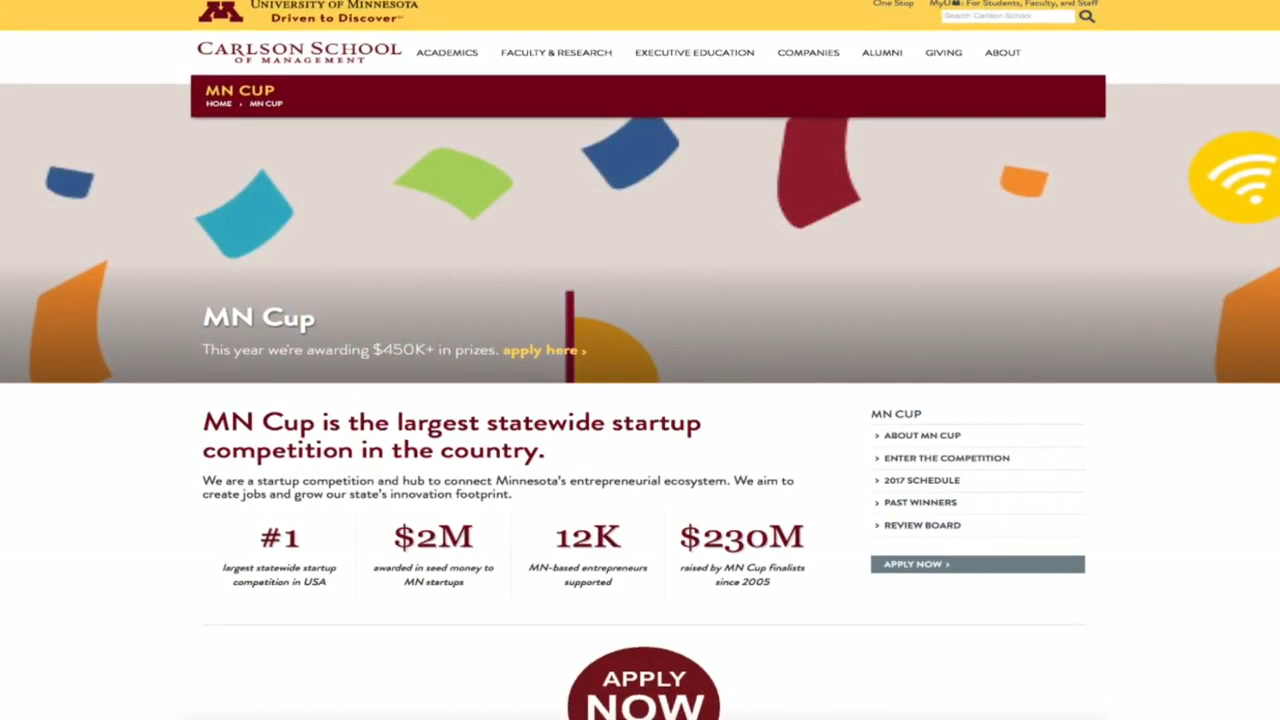 UNIVERSITY OF MINNESOTA
Driven to Discover
One Stop
MyU : For Students, Faculty, and Staff
Search Carlson School
CARLSON SCHOOL
OF MANAGEMENT
ACADEMICS
FACULTY & RESEARCH
EXECUTIVE EDUCATION
COMPANIES
ALUMNI
GIVING
ABOUT
MN CUP
HOME › MN CUP
MN Cup
This year we're awarding $450K+ in prizes. apply here ›
MN Cup is the largest statewide startup
competition in the country.
We are a startup competition and hub to connect Minnesota's entrepreneurial ecosystem. We aim to
create jobs and grow our state's innovation footprint.
#1
largest statewide startup
competition in USA
$2M
awarded in seed money to
MN startups
12K
MN-based entrepreneurs
supported
$230M
raised by MN Cup finalists
since 2005
MN CUP
› ABOUT MN CUP
› ENTER THE COMPETITION
› 2017 SCHEDULE
› PAST WINNERS
› REVIEW BOARD
APPLY NOW ›
APPLY
NOW